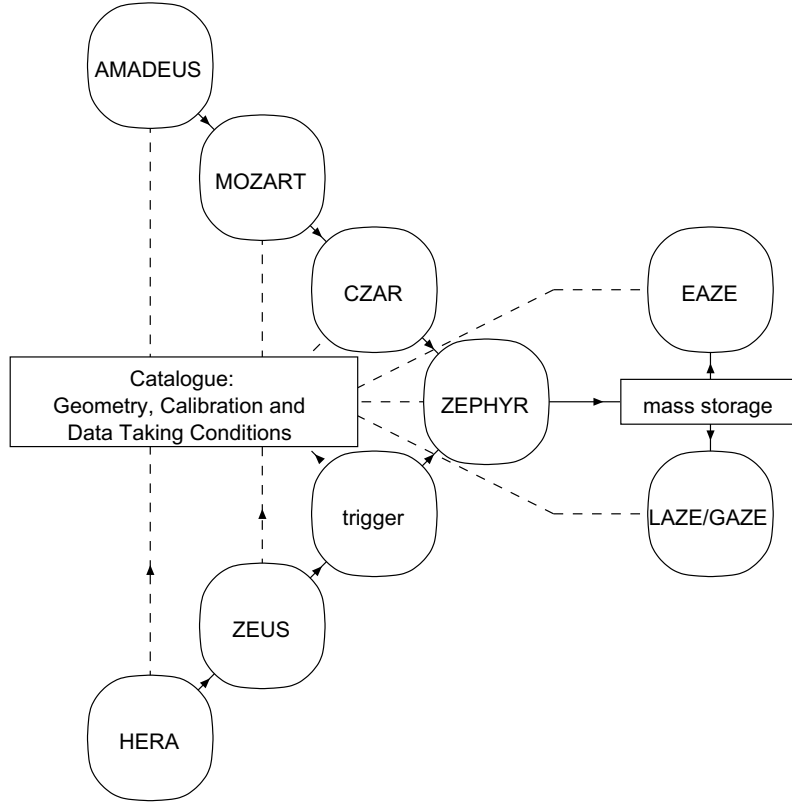 AMADEUS
MOZART
CZAR
EAZE
Catalogue:
Geometry, Calibration and
Data Taking Conditions
ZEPHYR
mass storage
trigger
LAZE/GAZE
ZEUS
HERA